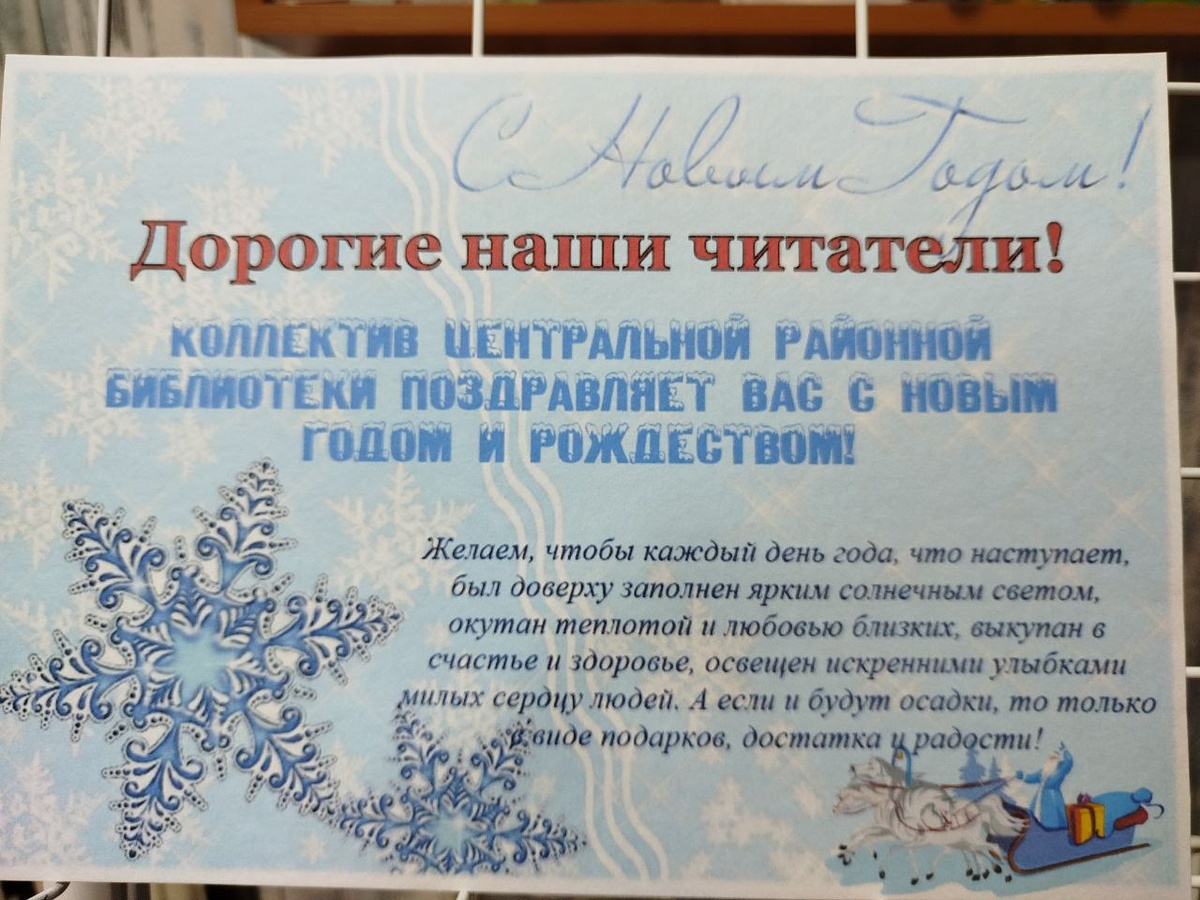 С Новым Годом!
Дорогие наши читатели!
КОЛЛЕКТИВ ЦЕНТРАЛЬНОЙ РАЙОННОЙ
БИБЛИОТЕКИ ПОЗДРАВЛЯЕТ ВАС С НОВЫМ
ГОДОМ И РОЖДЕСТВОМ!
Желаем, чтобы каждый день года, что наступает,
был доверху заполнен ярким солнечным светом,
окутан теплотой и любовью близких, выкупан в
счастье и здоровье, освещен искренними улыбками
милых сердцу людей. А если и будут осадки, то только
в виде подарков, достатка и радости!